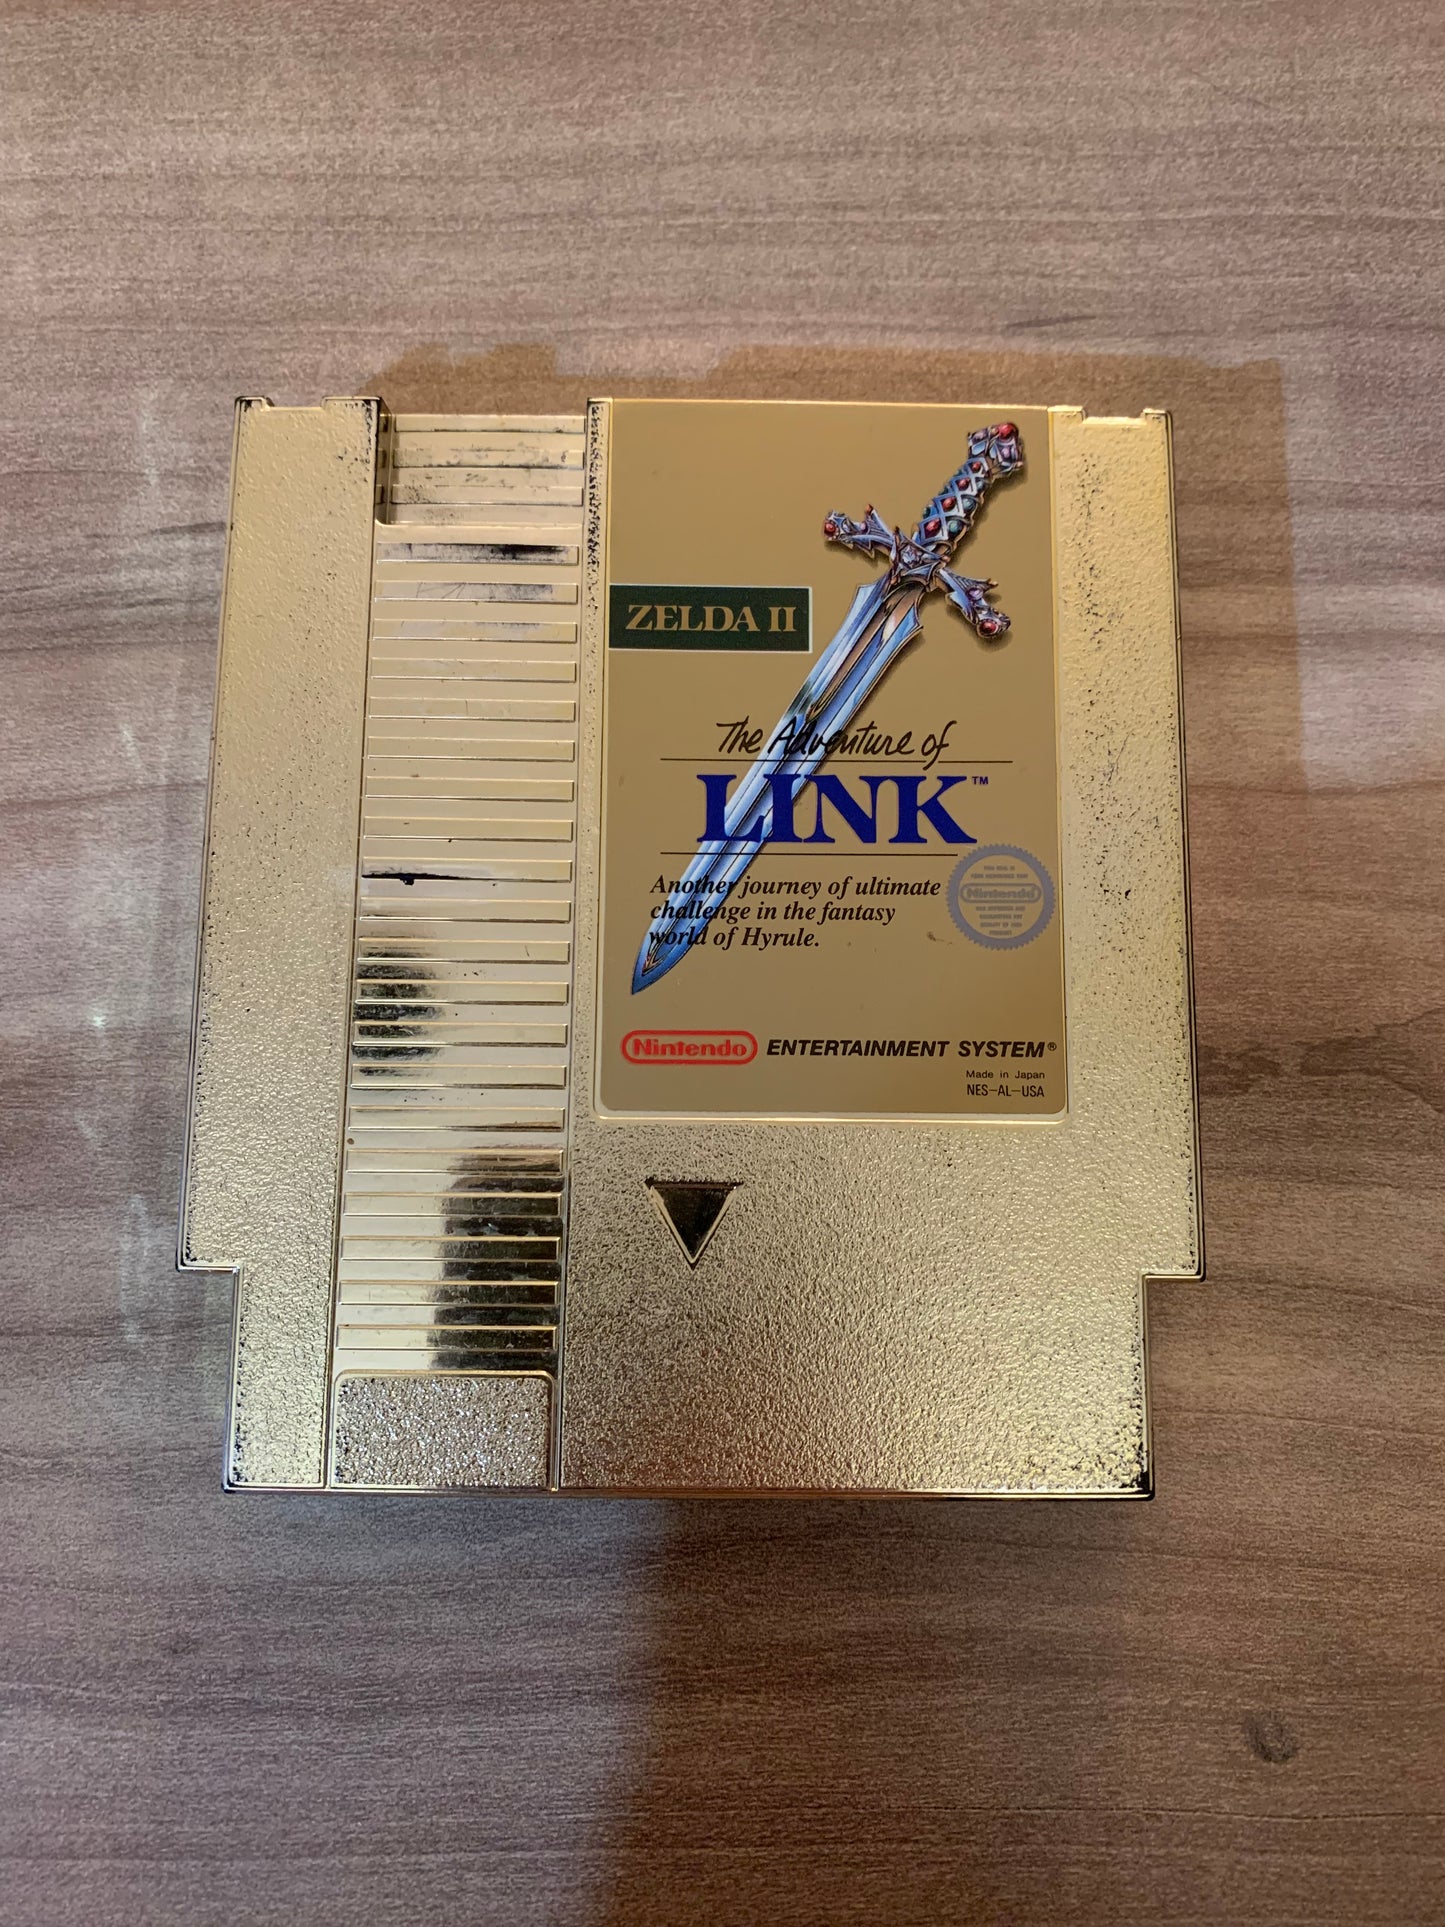 ZELDA II
The Adventure of
LINK™
Another journey of ultimate
challenge in the fantasy
world of Hyrule.
Nintendo
Nintendo ENTERTAINMENT SYSTEM®
Made in Japan
NES-AL-USA